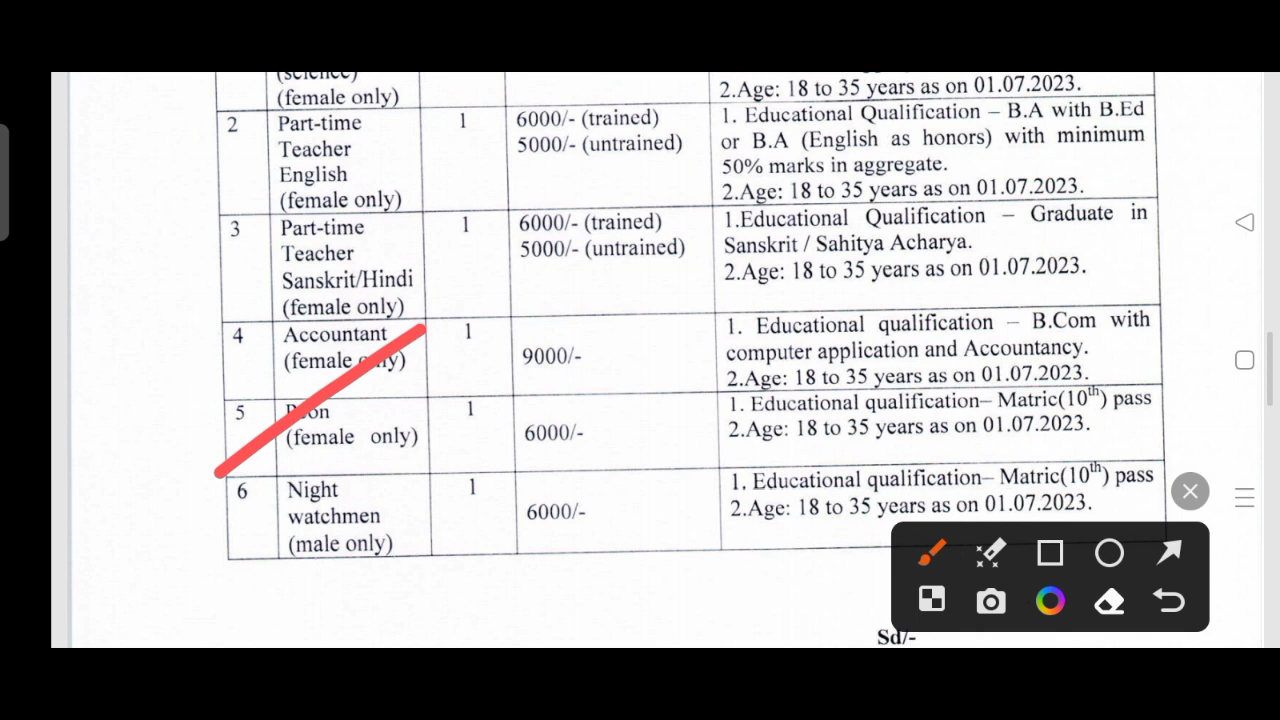 (science)
(female only)
2.Age: 18 to 35 years as on 01.07.2023.
2
Part-time
Teacher
English
(female only)
1
6000/- (trained)
5000/- (untrained)
1. Educational Qualification – B.A with B.Ed
or B.A (English as honors) with minimum
50% marks in aggregate.
2.Age: 18 to 35 years as on 01.07.2023.
3
Part-time
Teacher
Sanskrit/Hindi
(female only)
1
6000/- (trained)
5000/- (untrained)
1.Educational Qualification – Graduate in
Sanskrit / Sahitya Acharya.
2.Age: 18 to 35 years as on 01.07.2023.
4
Accountant
(female only)
1
9000/-
1. Educational qualification – B.Com with
computer application and Accountancy.
2.Age: 18 to 35 years as on 01.07.2023.
5
Peon
(female only)
1
6000/-
1. Educational qualification– Matric(10th) pass
2.Age: 18 to 35 years as on 01.07.2023.
6
Night
watchmen
(male only)
1
6000/-
1. Educational qualification– Matric(10th) pass
2.Age: 18 to 35 years as on 01.07.2023.
Sd/-